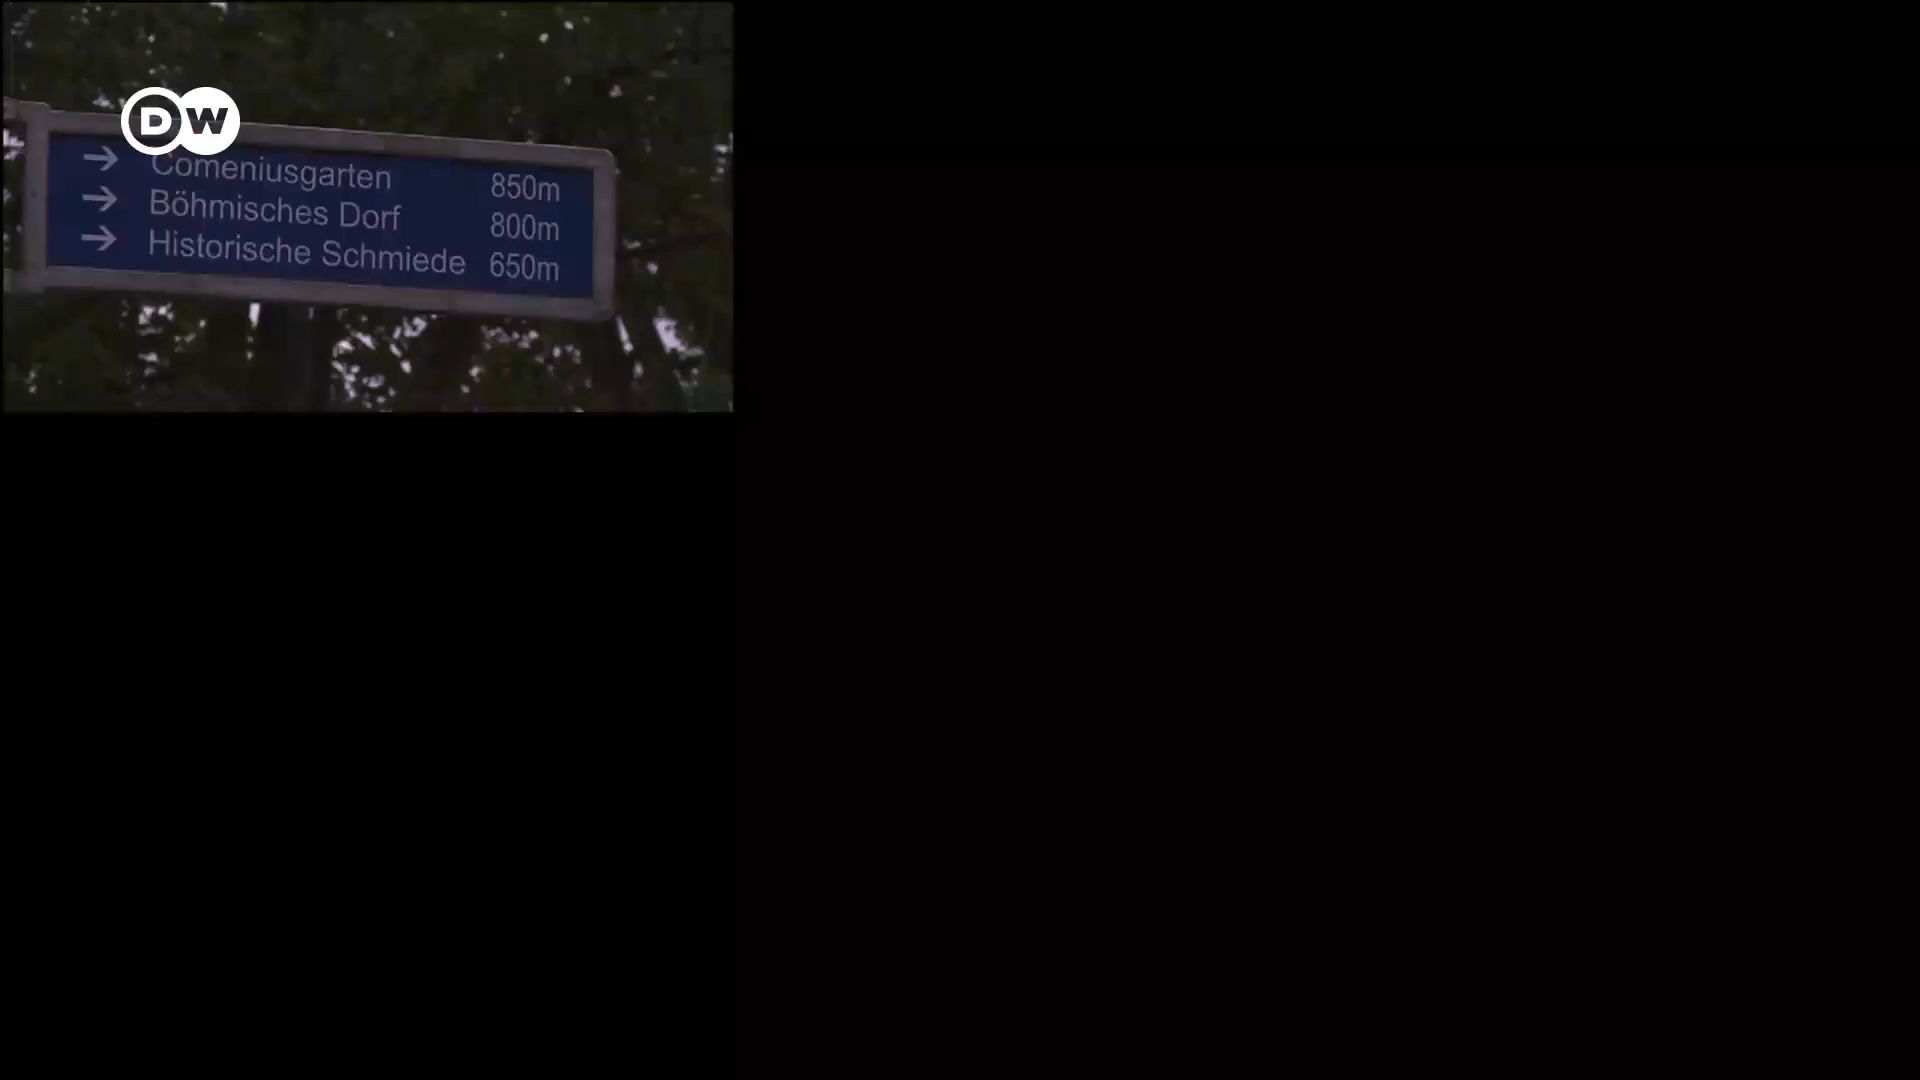 DW
→ Comeniusgarten 850m
→ Böhmisches Dorf 800m
→ Historische Schmiede 650m